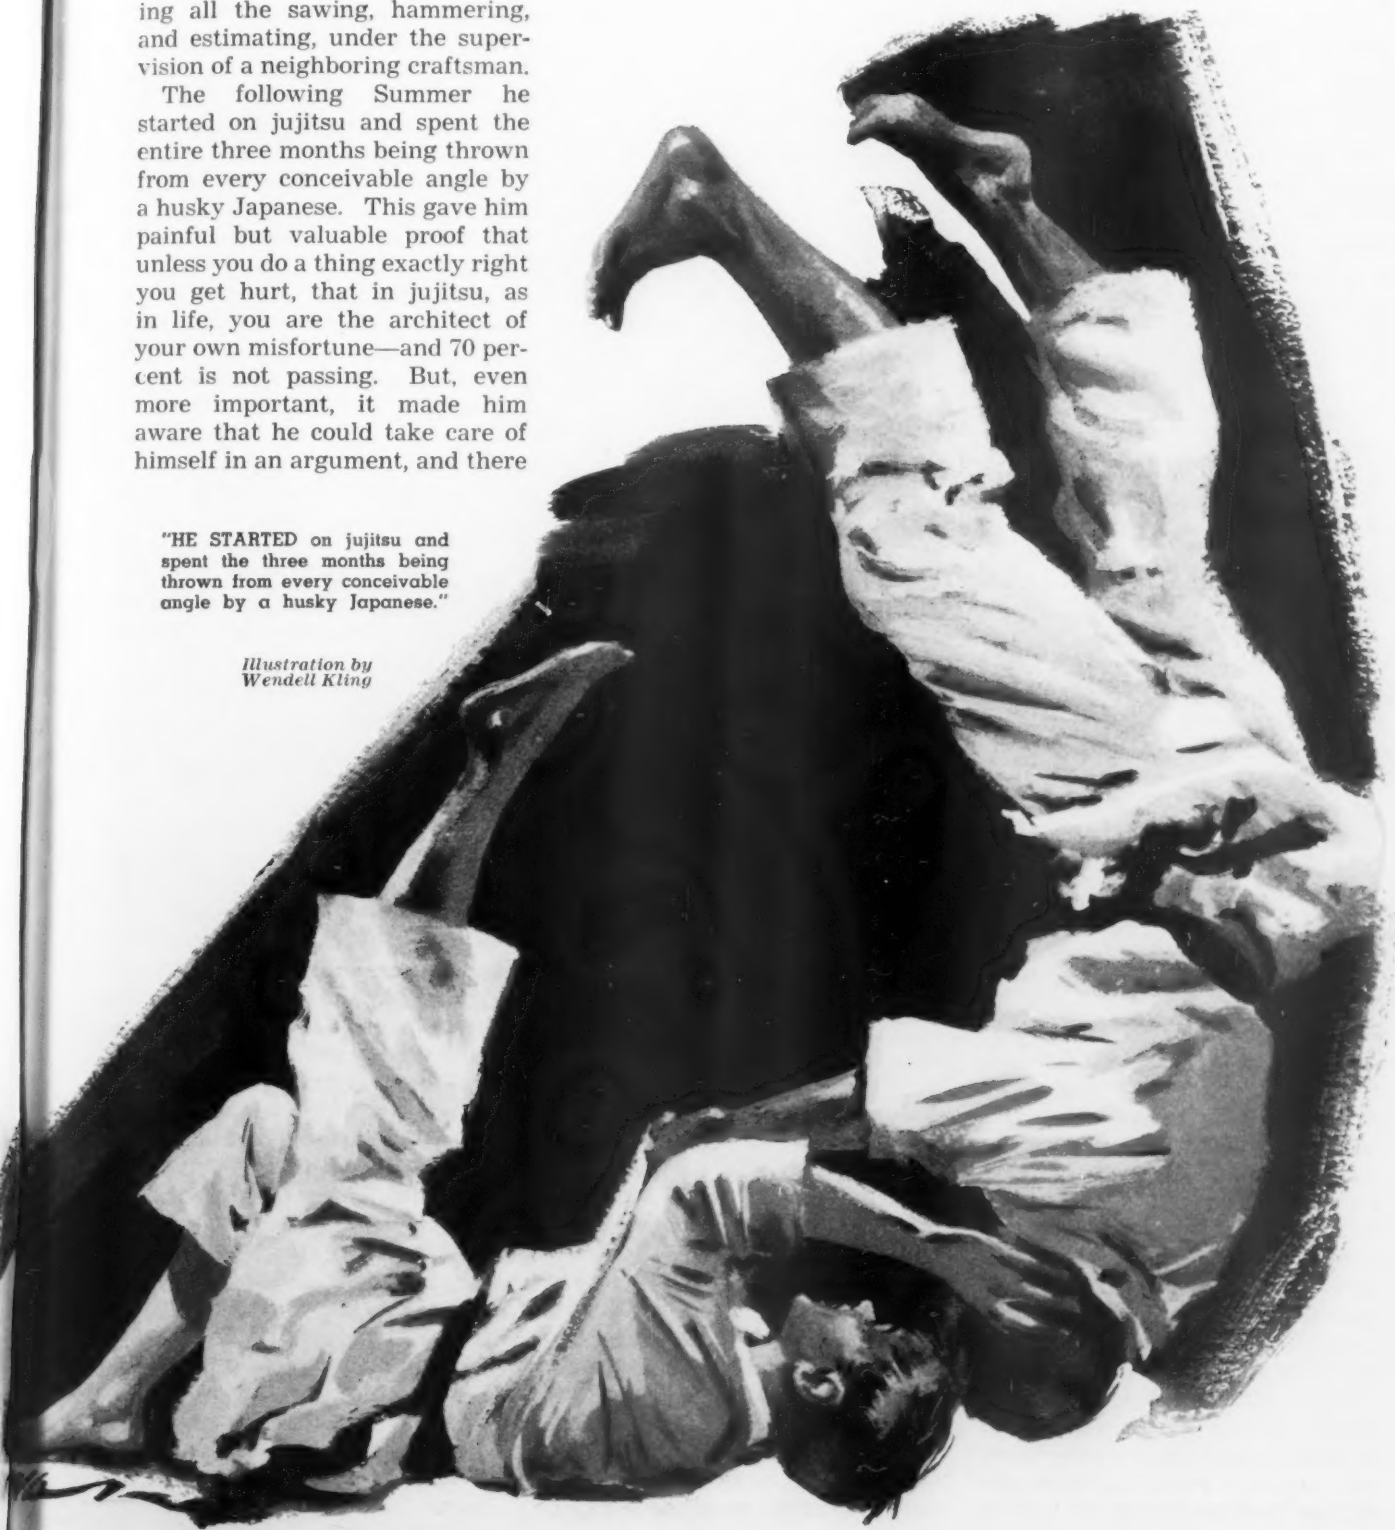 ing all the sawing, hammering,
and estimating, under the super-
vision of a neighboring craftsman.
The following Summer he
started on jujitsu and spent the
entire three months being thrown
from every conceivable angle by
a husky Japanese. This gave him
painful but valuable proof that
unless you do a thing exactly right
you get hurt, that in jujitsu, as
in life, you are the architect of
your own misfortune—and 70 per-
cent is not passing. But, even
more important, it made him
aware that he could take care of
himself in an argument, and there
"HE STARTED on jujitsu and
spent the three months being
thrown from every conceivable
angle by a husky Japanese."
Illustration by
Wendell Kling